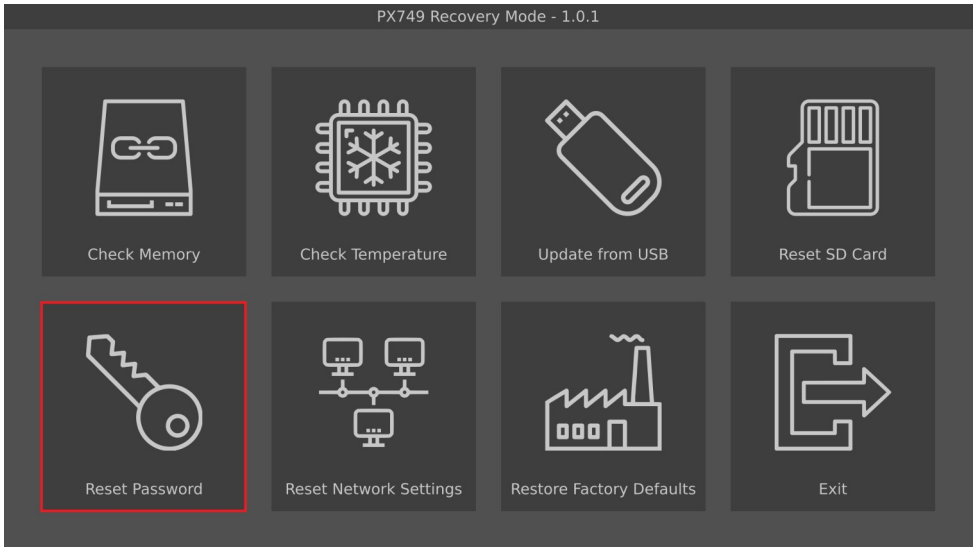 PX749 Recovery Mode - 1.0.1
Check Memory
Check Temperature
Update from USB
Reset SD Card
Reset Password
Reset Network Settings
Restore Factory Defaults
Exit